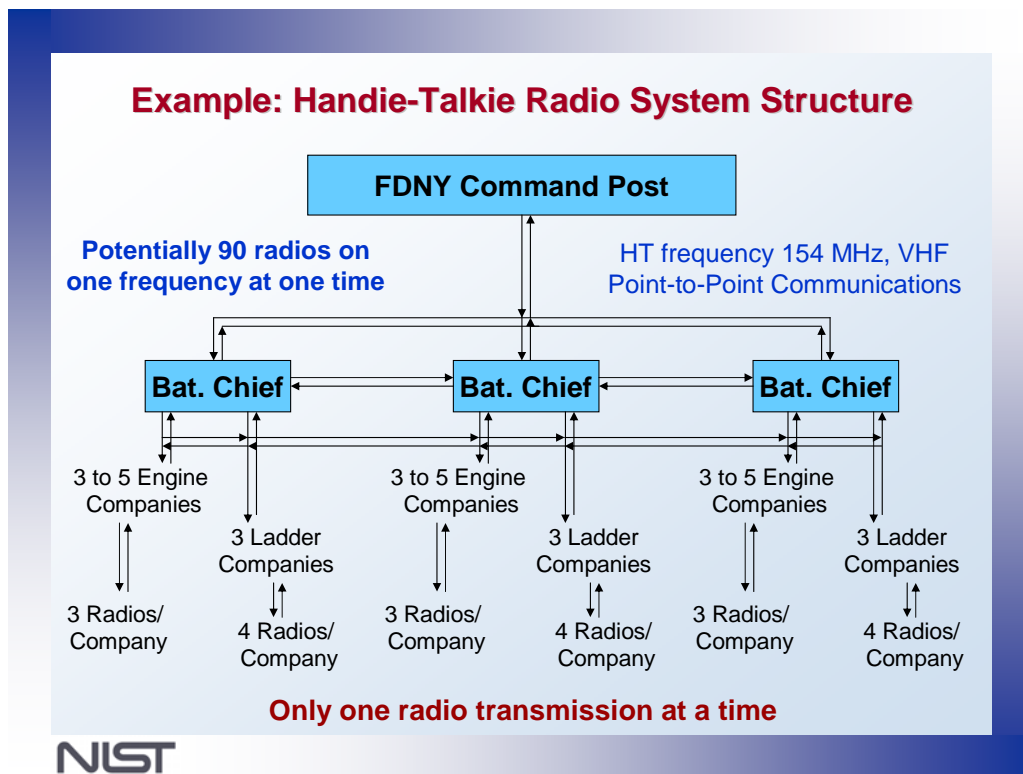 Example: Handie-Talkie Radio System Structure
FDNY Command Post
Potentially 90 radios on
one frequency at one time
HT frequency 154 MHz, VHF
Point-to-Point Communications
Bat. Chief
Bat. Chief
Bat. Chief
3 to 5 Engine
Companies
3 to 5 Engine
Companies
3 to 5 Engine
Companies
3 Ladder
Companies
3 Ladder
Companies
3 Ladder
Companies
3 Radios/
Company
4 Radios/
Company
3 Radios/
Company
4 Radios/
Company
3 Radios/
Company
4 Radios/
Company
Only one radio transmission at a time
NIST